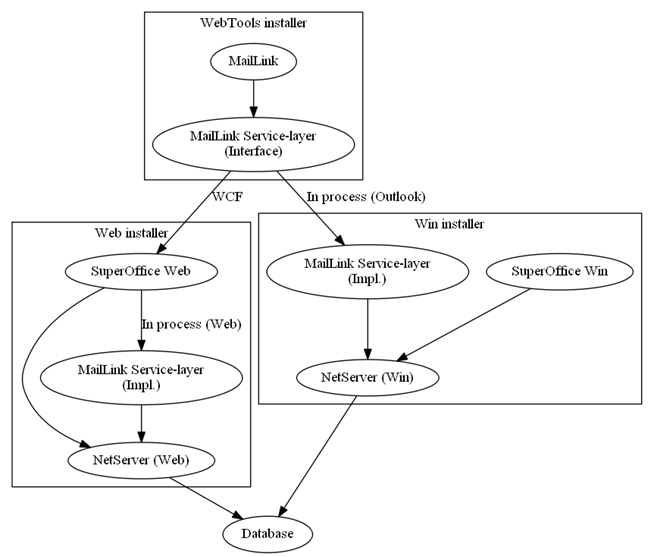 WebTools installer
MailLink
MailLink Service-layer
(Interface)
WCF
In process (Outlook)
Web installer
SuperOffice Web
In process (Web)
MailLink Service-layer
(Impl.)
NetServer (Web)
Win installer
MailLink Service-layer
(Impl.)
SuperOffice Win
NetServer (Win)
Database